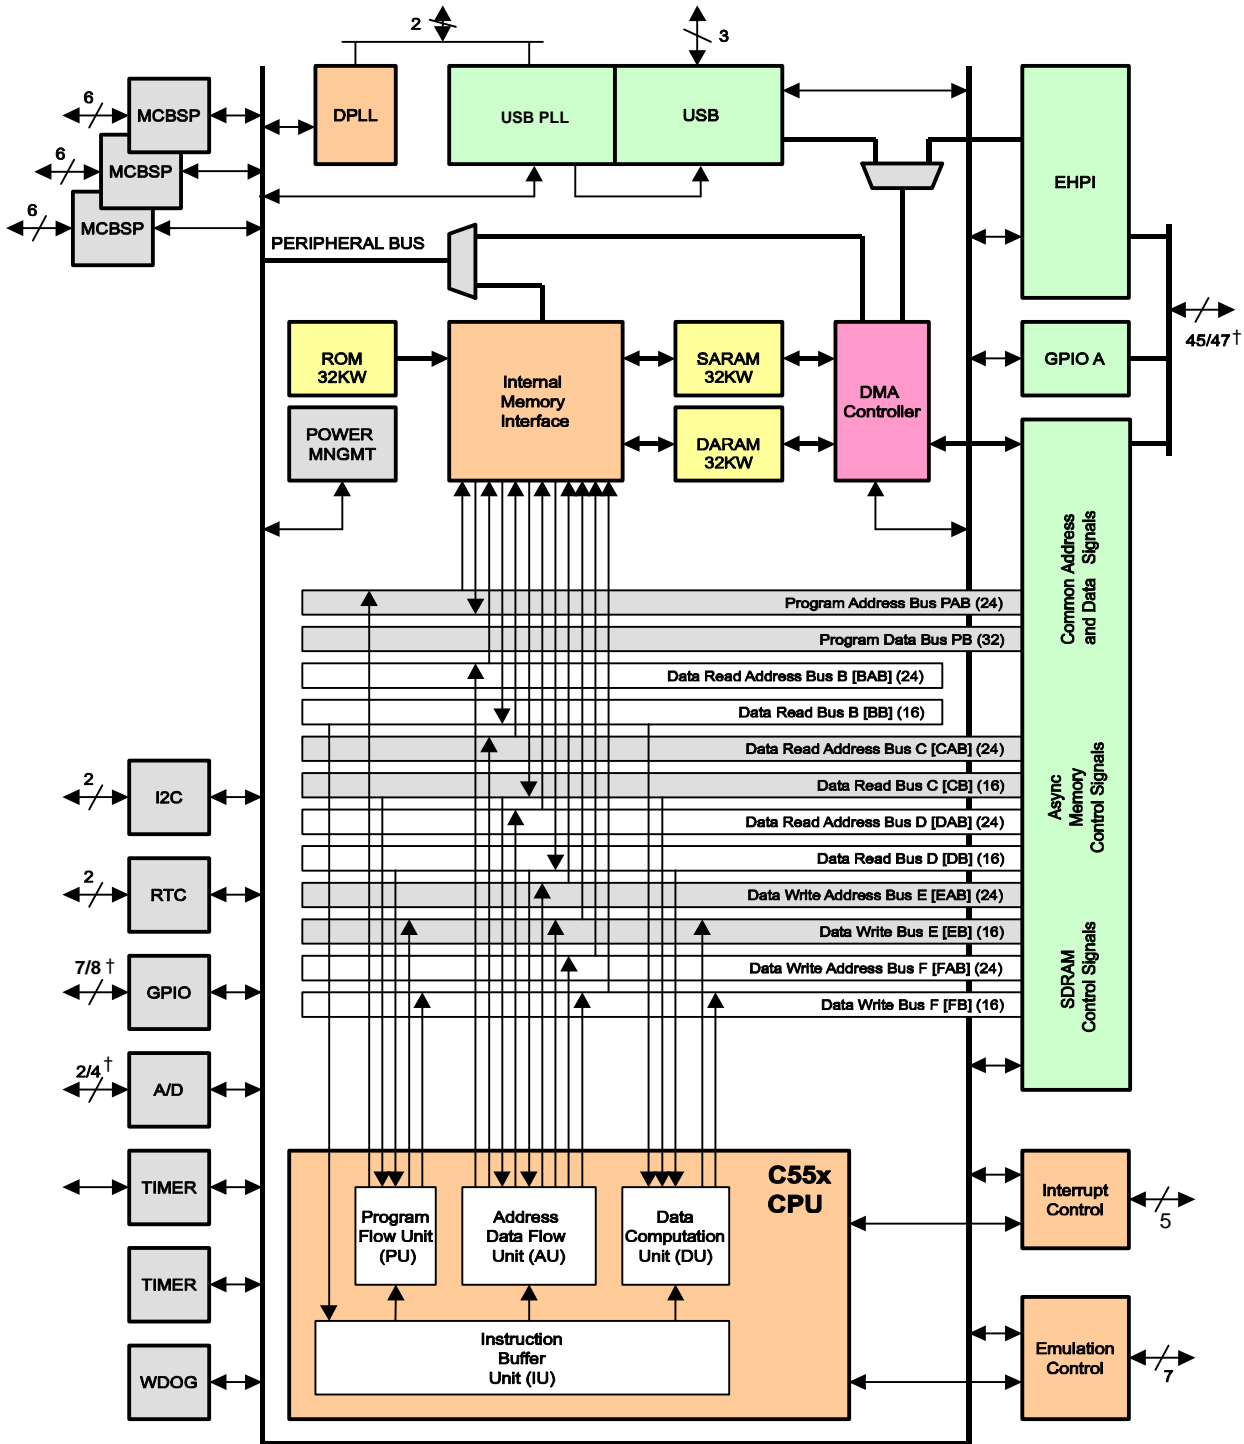 2
3
6
MCBSP
DPLL
USB PLL
USB
6
MCBSP
EHPI
6
MCBSP
PERIPHERAL BUS
45/47†
ROM
32KW
Internal
Memory
Interface
SARAM
32KW
DMA
Controller
GPIO A
POWER
MNGMT
DARAM
32KW
Common Address
and Data Signals
Program Address Bus PAB (24)
Program Data Bus PB (32)
Data Read Address Bus B [BAB] (24)
Data Read Bus B [BB] (16)
Data Read Address Bus C [CAB] (24)
Data Read Bus C [CB] (16)
Data Read Address Bus D [DAB] (24)
Data Read Bus D [DB] (16)
Data Write Address Bus E [EAB] (24)
Data Write Bus E [EB] (16)
Data Write Address Bus F [FAB] (24)
Data Write Bus F [FB] (16)
Async
Memory
Control Signals
SDRAM
Control Signals
2
I2C
2
RTC
7/8 †
GPIO
2/4 †
A/D
TIMER
TIMER
WDOG
C55x
CPU
Program
Flow Unit
(PU)
Address
Data Flow
Unit (AU)
Data
Computation
Unit (DU)
Instruction
Buffer
Unit (IU)
Interrupt
Control
5
Emulation
Control
7